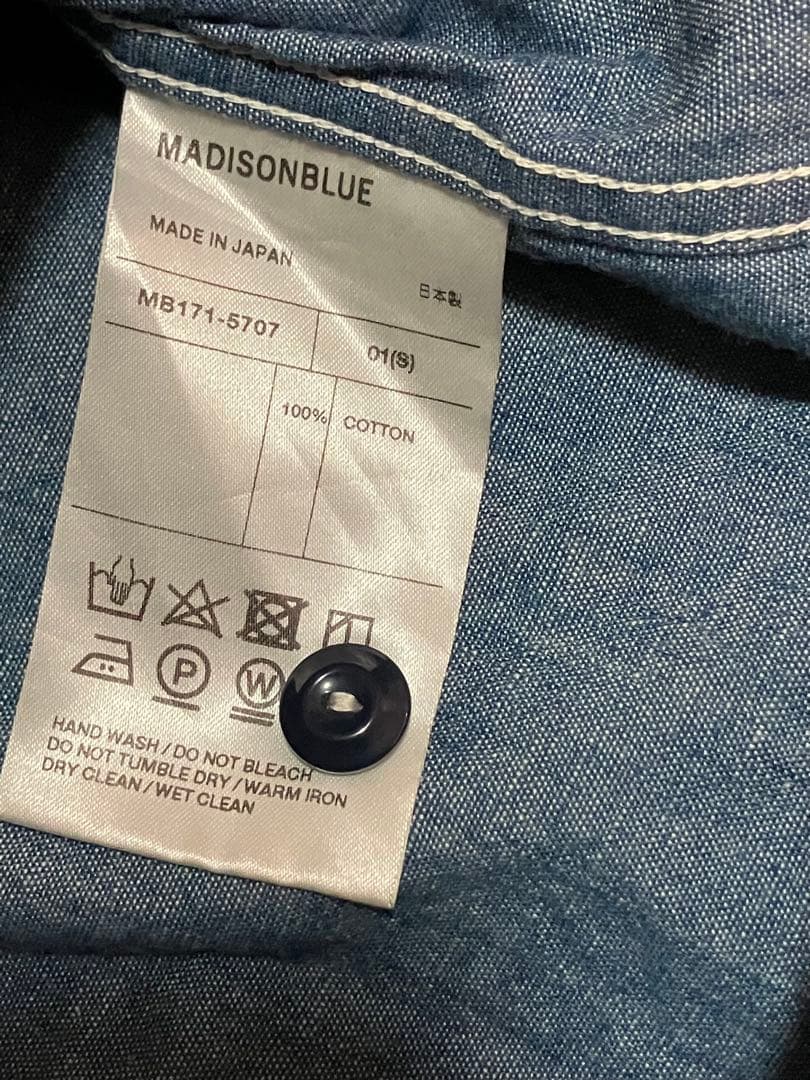 MADISONBLUE
MADE IN JAPAN
日本製
MB171-5707 01(S)
100% COTTON
P W
HAND WASH / DO NOT BLEACH
DO NOT TUMBLE DRY / WARM IRON
DRY CLEAN / WET CLEAN